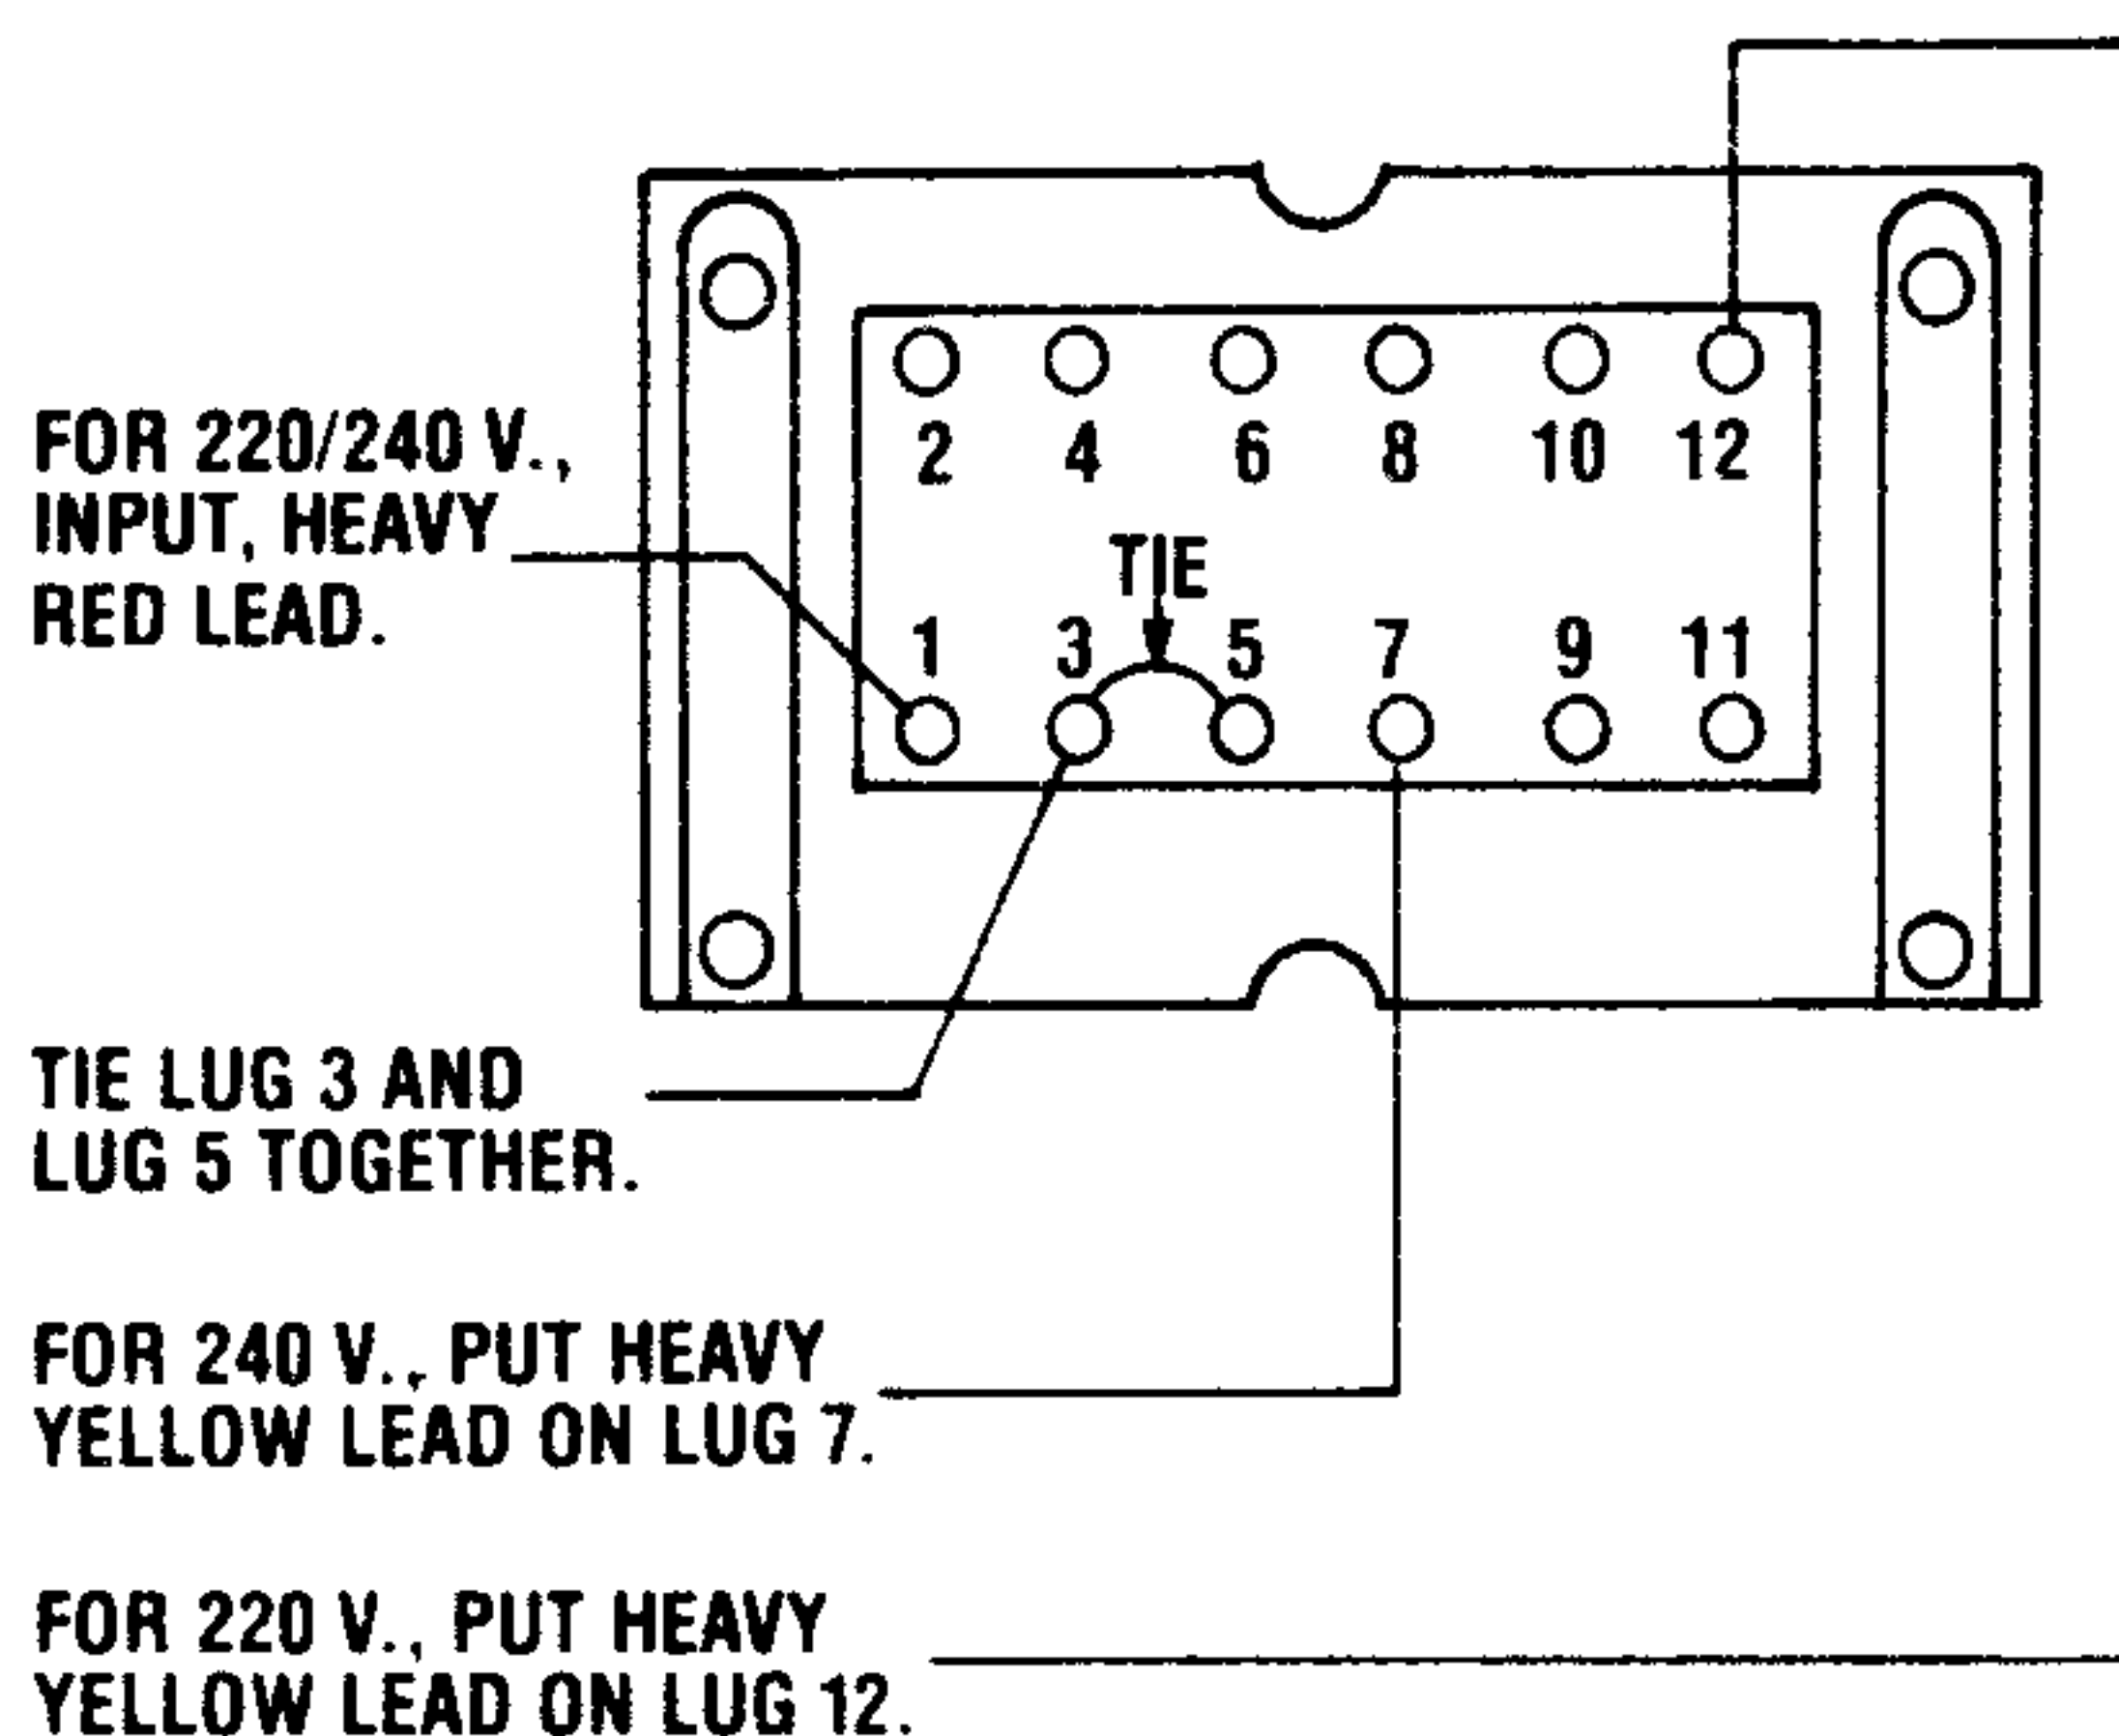 FOR 220/240 V.,
INPUT, HEAVY
RED LEAD.
2 4 6 8 10 12
TIE
1 3 5 7 9 11
TIE LUG 3 AND
LUG 5 TOGETHER.
FOR 240 V., PUT HEAVY
YELLOW LEAD ON LUG 7.
FOR 220 V., PUT HEAVY
YELLOW LEAD ON LUG 12.